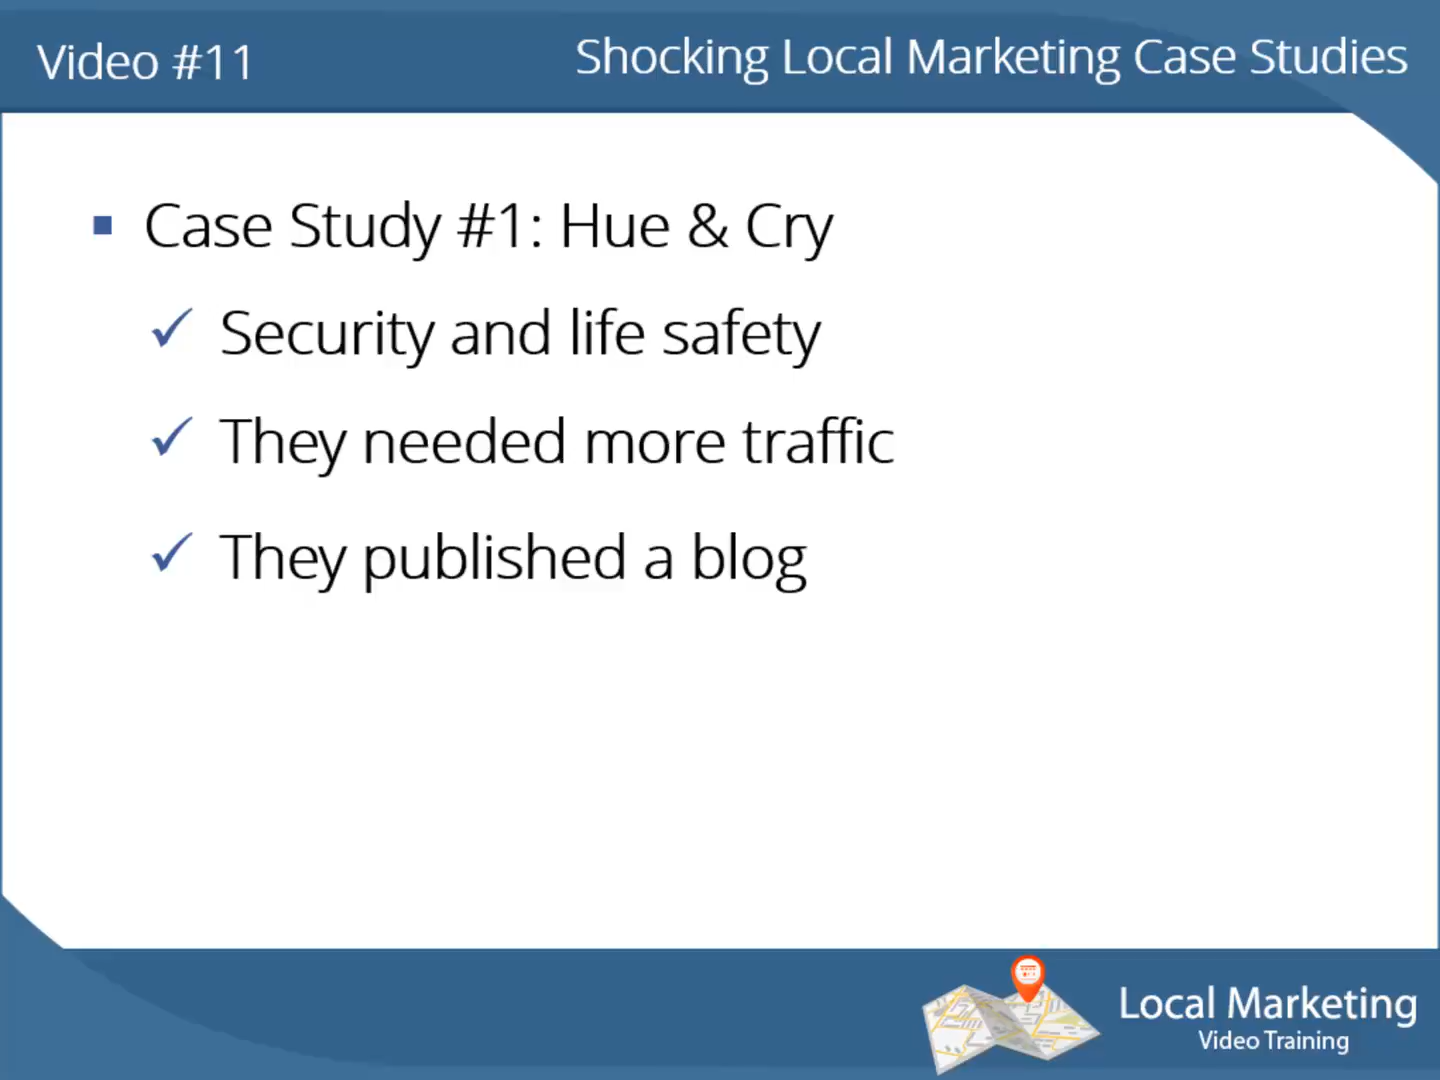 Video #11
Shocking Local Marketing Case Studies
Case Study #1: Hue & Cry
Security and life safety
They needed more traffic
They published a blog
Local Marketing
Video Training